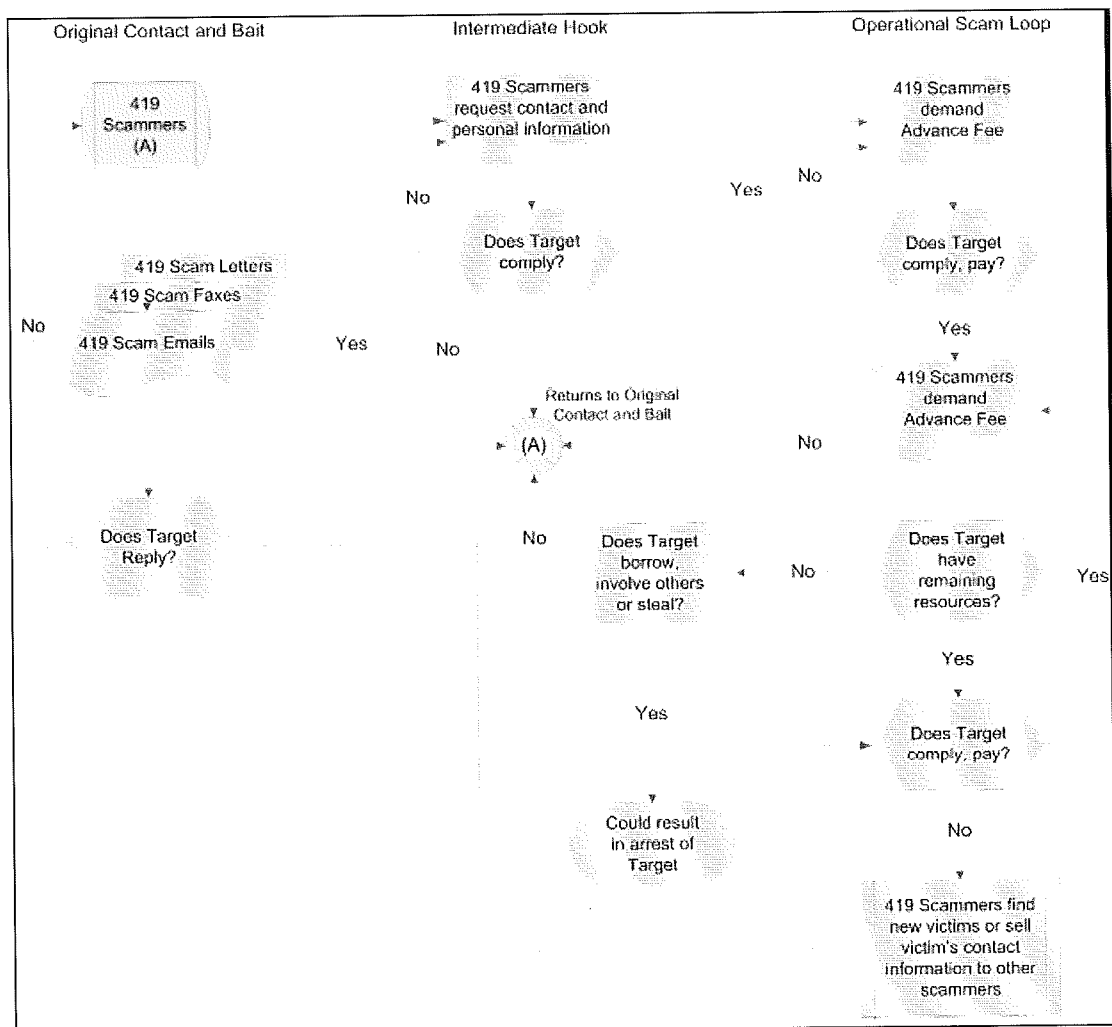 Original Contact and Bait
Intermediate Hook
Operational Scam Loop
419
Scammers
(A)
419 Scammers
request contact and
personal information
419 Scammers
demand
Advance Fee
No
Yes
No
Does Target
comply?
Does Target
comply, pay?
419 Scam Letters
419 Scam Faxes
419 Scam Emails
No
Yes
No
Yes
419 Scammers
demand
Advance Fee
Returns to Original
Contact and Bait
(A)
No
Does Target
Reply?
No
Does Target
borrow,
involve others
or steal?
No
Does Target
have
remaining
resources?
Yes
Yes
Yes
Does Target
comply, pay?
Could result
in arrest of
Target
No
419 Scammers find
new victims or sell
victim's contact
information to other
scammers